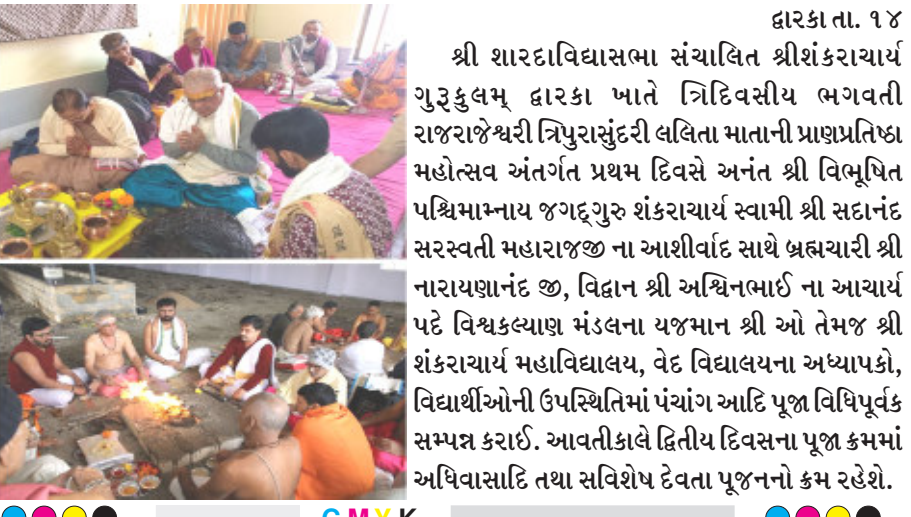 દ્વારકા તા. ૧૪
શ્રી શારદાવિદ્યાસભા સંચાલિત શ્રીશંકરાચાર્ય
ગુરૂકુલમ્ દ્વારકા ખાતે ત્રિદિવસીય ભગવતી
રાજરાજેશ્વરી ત્રિપુરાસુંદરી લલિતા માતાની પ્રાણપ્રતિષ્ઠા
મહોત્સવ અંતર્ગત પ્રથમ દિવસે અનંત શ્રી વિભૂષિત
પશ્ચિમામ્નાય જગદ્ગુરુ શંકરાચાર્ય સ્વામી શ્રી સદાનંદ
સરસ્વતી મહારાજજી ના આશીર્વાદ સાથે બ્રહ્મચારી શ્રી
નારાયણાનંદ જી, વિદ્વાન શ્રી અશ્વિનભાઈ ના આચાર્ય
પદે વિશ્વકલ્યાણ મંડલના યજમાન શ્રી ઓ તેમજ શ્રી
શંકરાચાર્ય મહાવિદ્યાલય, વેદ વિદ્યાલયના અધ્યાપકો,
વિદ્યાર્થીઓની ઉપસ્થિતિમાં પંચાંગ આદિ પૂજા વિધિપૂર્વક
સમ્પન્ન કરાઈ. આવતીકાલે દ્વિતીય દિવસના પૂજા ક્રમમાં
અધિવાસાદિ તથા સવિશેષ દેવતા પૂજનનો ક્રમ રહેશે.
C M Y K